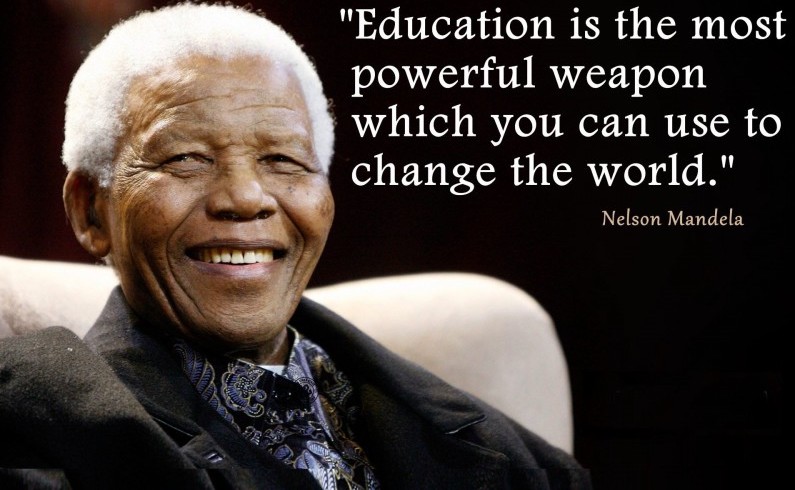 "Education is the most
powerful weapon
which you can use to
change the world."
Nelson Mandela